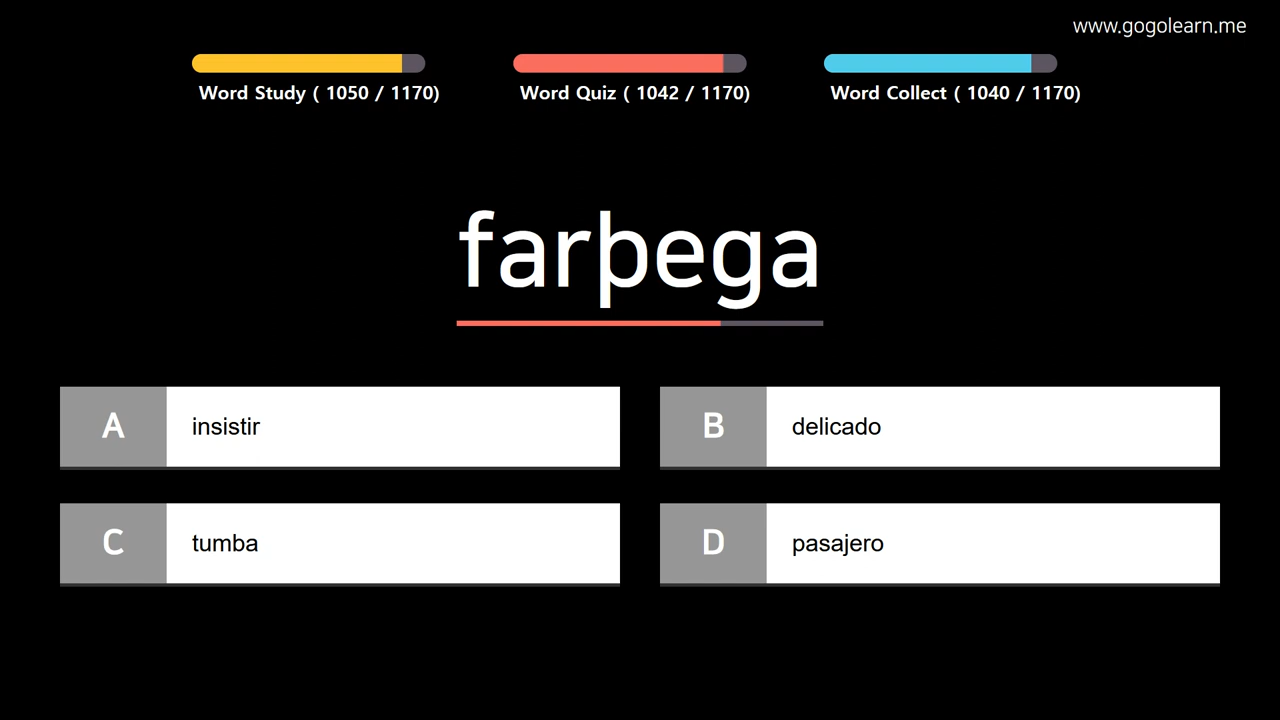 www.gogolearn.me
Word Study ( 1050 / 1170)
Word Quiz ( 1042 / 1170)
Word Collect ( 1040 / 1170)
farþega
A insistir
B delicado
C tumba
D pasajero